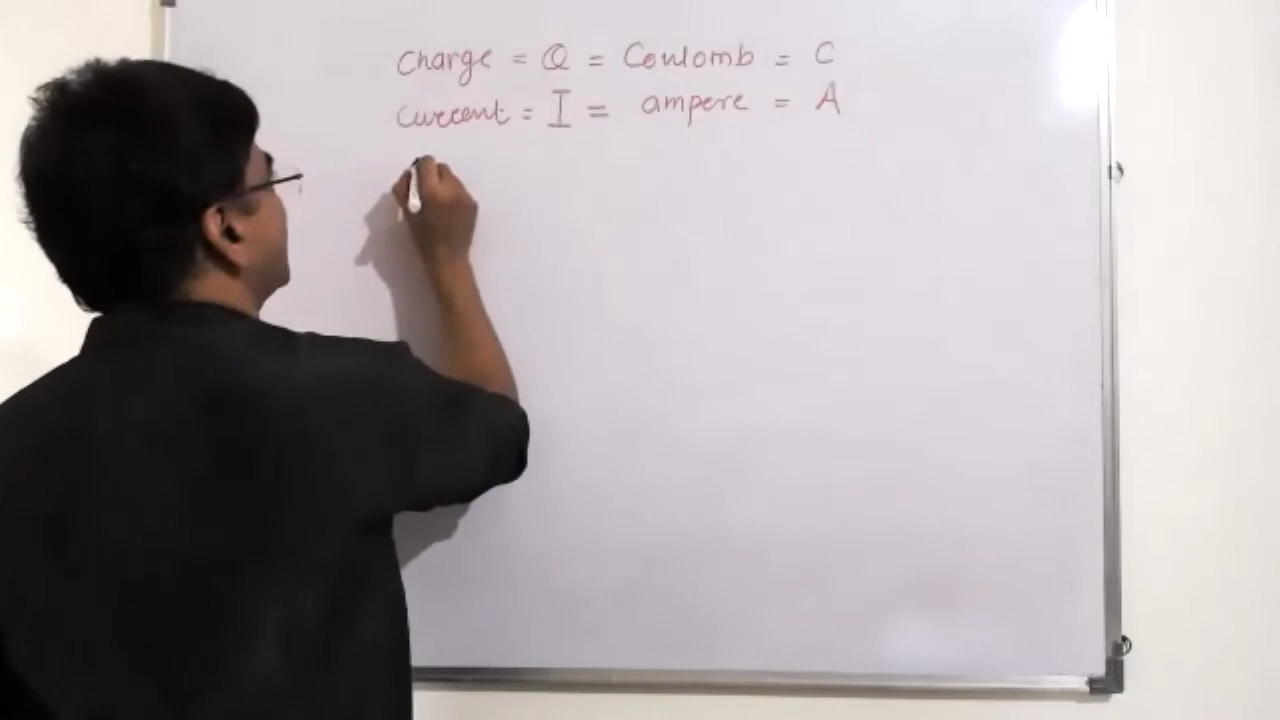 Charge = Q = Coulomb = C
Current = I = ampere = A